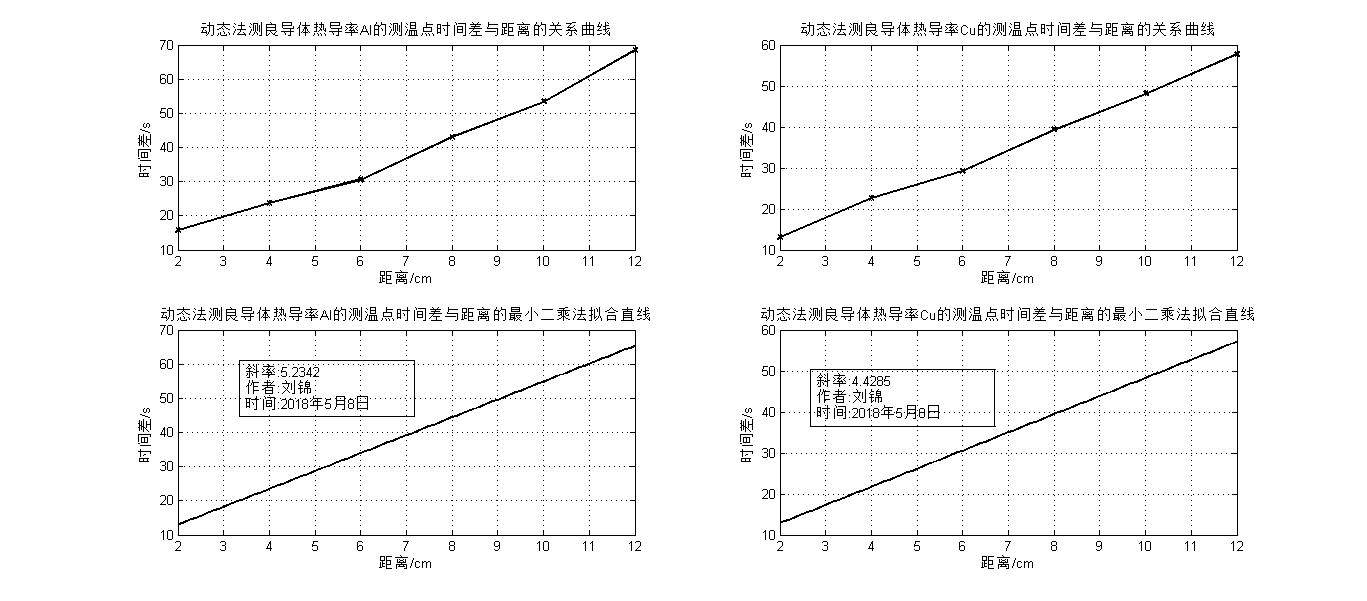 动态法测良导体热导率Al的测温点时间差与距离的关系曲线
70
60
50
40
30
20
10
时间差/s
2 3 4 5 6 7 8 9 10 11 12
距离/cm
动态法测良导体热导率Cu的测温点时间差与距离的关系曲线
60
50
40
30
20
10
时间差/s
2 3 4 5 6 7 8 9 10 11 12
距离/cm
动态法测良导体热导率Al的测温点时间差与距离的最小二乘法拟合直线
70
60
50
40
30
20
10
时间差/s
斜率:5.2342
作者:刘锦
时间:2018年5月8日
2 3 4 5 6 7 8 9 10 11 12
距离/cm
动态法测良导体热导率Cu的测温点时间差与距离的最小二乘法拟合直线
60
50
40
30
20
10
时间差/s
斜率:4.4285
作者:刘锦
时间:2018年5月8日
2 3 4 5 6 7 8 9 10 11 12
距离/cm